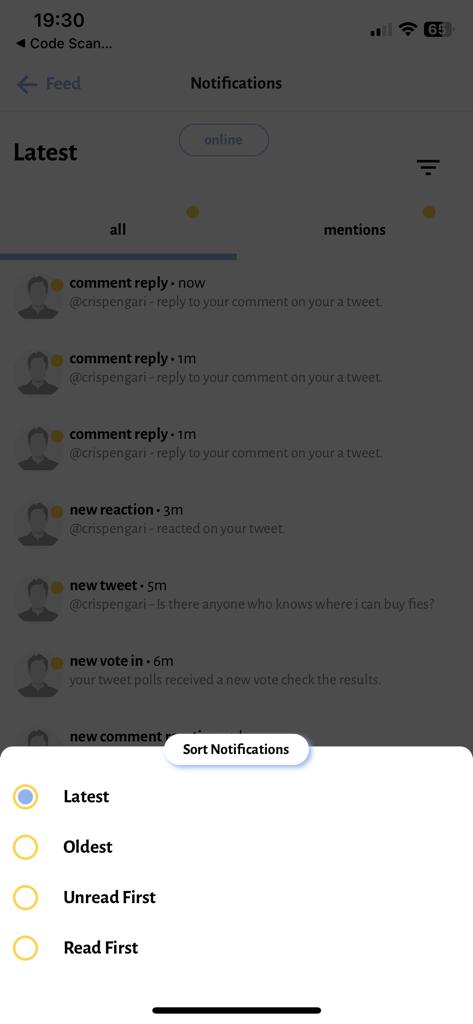 19:30
65
◀ Code Scan...
Feed
Notifications
Latest
online
all
mentions
comment reply • now
@crispengari - reply to your comment on your a tweet.
comment reply • 1m
@crispengari - reply to your comment on your a tweet.
comment reply • 1m
@crispengari - reply to your comment on your a tweet.
new reaction • 3m
@crispengari - reacted on your tweet.
new tweet • 5m
@crispengari - Is there anyone who knows where i can buy fies?
new vote in • 6m
your tweet polls received a new vote check the results.
new comment
Sort Notifications
Latest
Oldest
Unread First
Read First